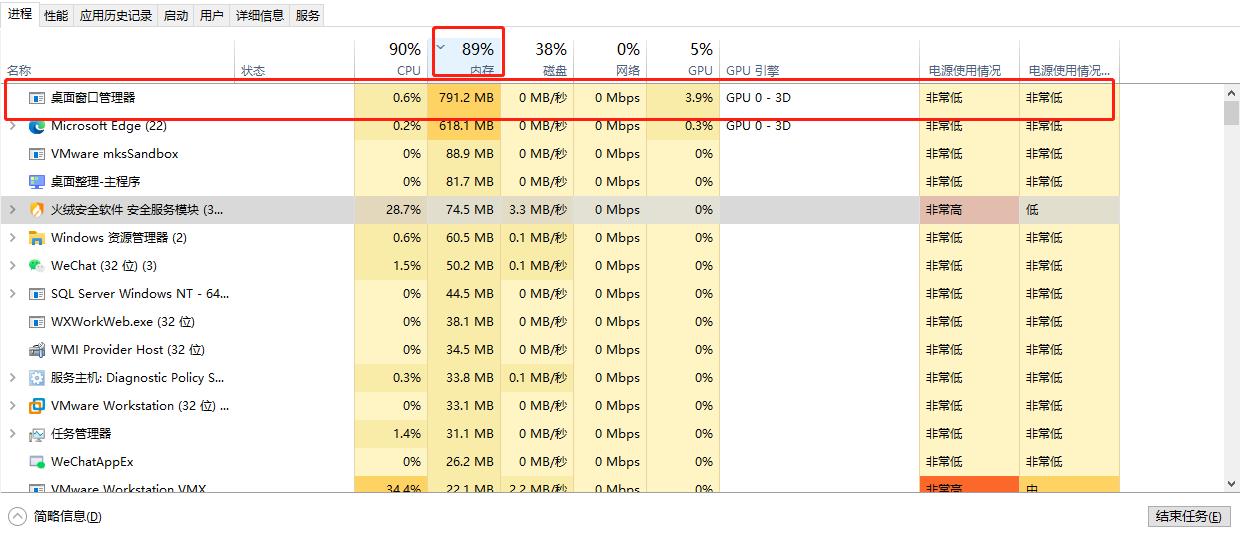 进程 性能 应用历史记录 启动 用户 详细信息 服务
90% 89% 38% 0% 5%
名称 状态 CPU 内存 磁盘 网络 GPU GPU 引擎 电源使用情况 电源使用情况...
桌面窗口管理器 0.6% 791.2 MB 0 MB/秒 0 Mbps 3.9% GPU 0 - 3D 非常低 非常低
Microsoft Edge (22) 0.2% 618.1 MB 0 MB/秒 0 Mbps 0.3% GPU 0 - 3D 非常低 非常低
VMware mksSandbox 0% 88.9 MB 0 MB/秒 0 Mbps 0% 非常低 非常低
桌面整理-主程序 0% 81.7 MB 0 MB/秒 0 Mbps 0% 非常低 非常低
火绒安全软件 安全服务模块 (3... 28.7% 74.5 MB 3.3 MB/秒 0 Mbps 0% 非常高 低
Windows 资源管理器 (2) 0.6% 60.5 MB 0.1 MB/秒 0 Mbps 0% 非常低 非常低
WeChat (32 位) (3) 1.5% 50.2 MB 0.1 MB/秒 0 Mbps 0% 非常低 非常低
SQL Server Windows NT - 64... 0% 44.5 MB 0 MB/秒 0 Mbps 0% 非常低 非常低
WXWorkWeb.exe (32 位) 0% 38.1 MB 0 MB/秒 0 Mbps 0% 非常低 非常低
WMI Provider Host (32 位) 0% 34.5 MB 0 MB/秒 0 Mbps 0% 非常低 非常低
服务主机: Diagnostic Policy S... 0.3% 33.8 MB 0.1 MB/秒 0 Mbps 0% 非常低 非常低
VMware Workstation (32 位) ... 0% 33.1 MB 0 MB/秒 0 Mbps 0% 非常低 非常低
任务管理器 1.4% 31.1 MB 0 MB/秒 0 Mbps 0% 非常低 非常低
WeChatAppEx 0% 26.2 MB 0 MB/秒 0 Mbps 0% 非常低 非常低
VMware Workstation VMX 34.4% 22.1 MB 2.2 MB/秒 0 Mbps 0% 非常高 中
简略信息(D) 结束任务(E)